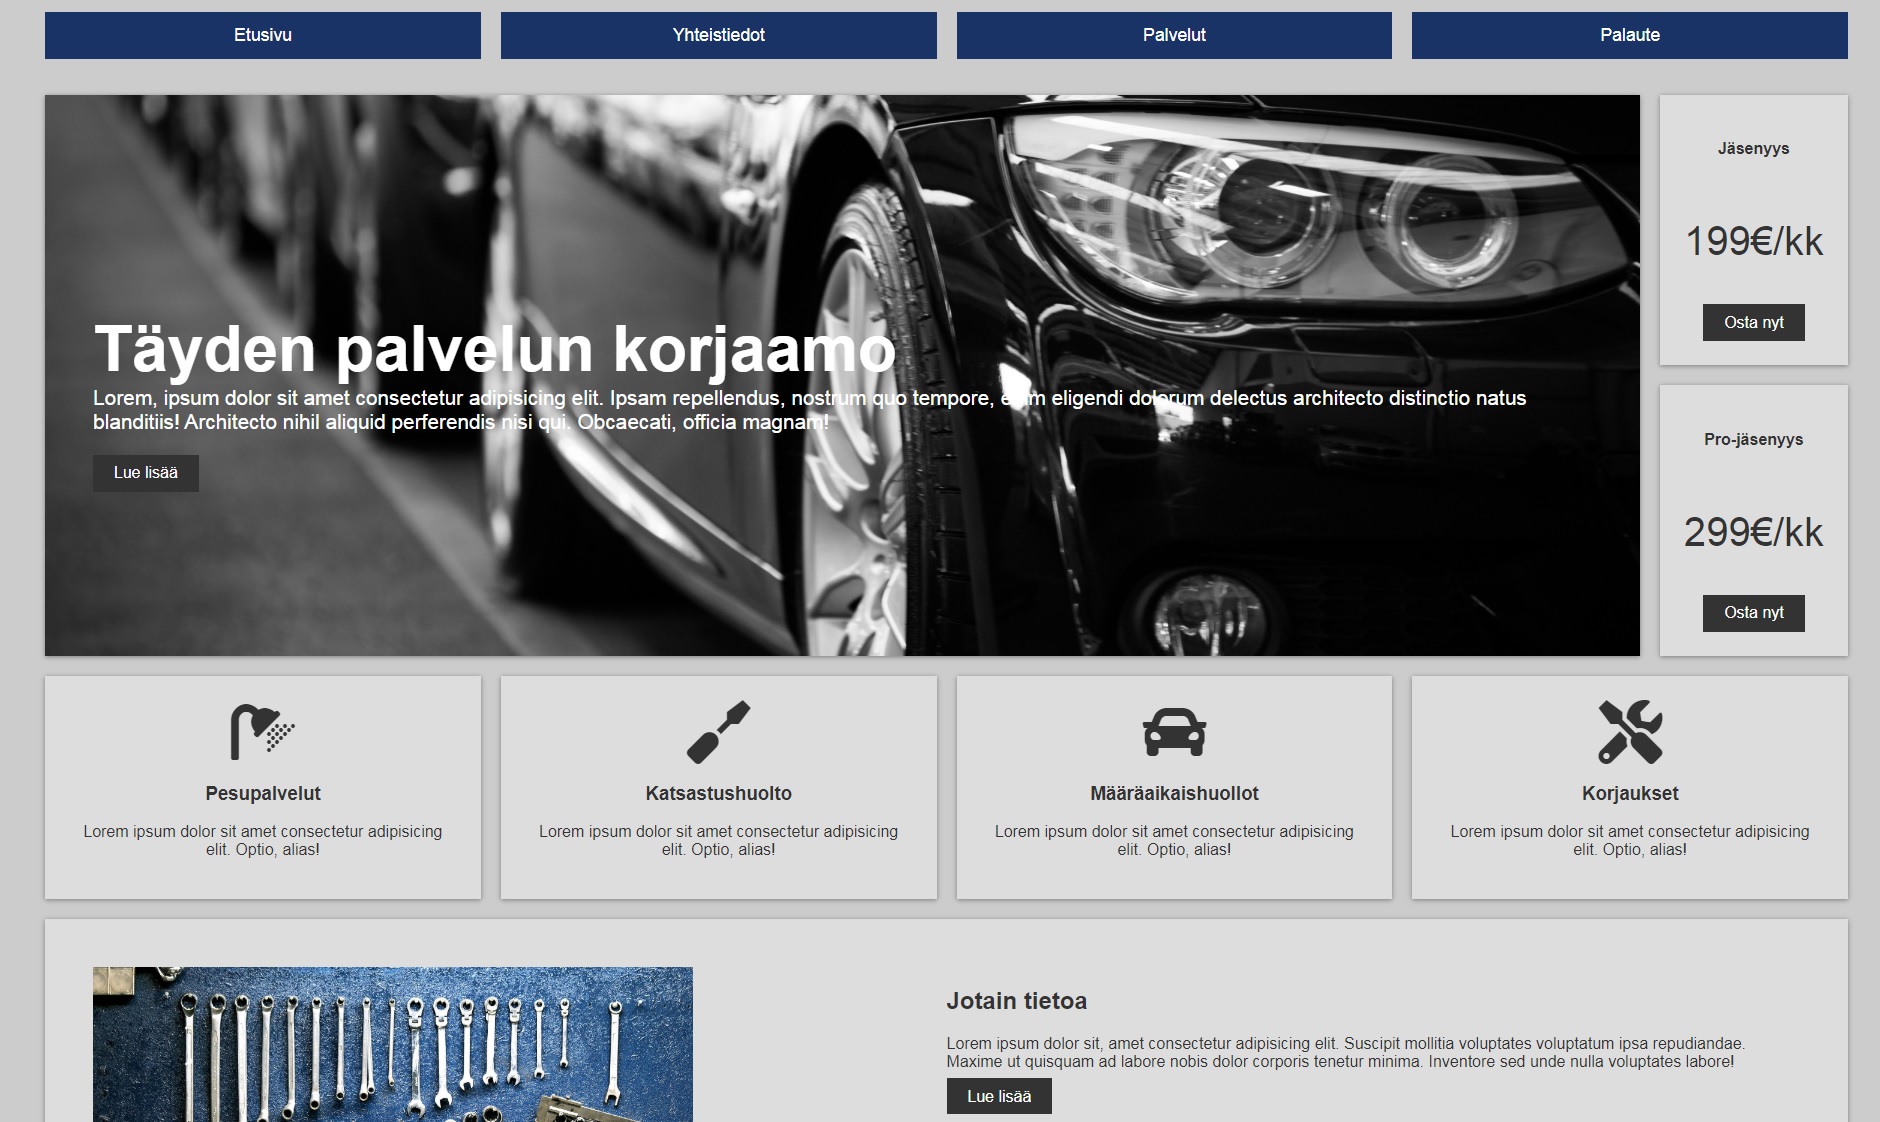 Etusivu
Yhteistiedot
Palvelut
Palaute
Täyden palvelun korjaamo
Lorem, ipsum dolor sit amet consectetur adipisicing elit. Ipsam repellendus, nostrum quo tempore, enim eligendi dolorum delectus architecto distinctio natus
blanditiis! Architecto nihil aliquid perferendis nisi qui. Obcaecati, officia magnam!
Lue lisää
Jäsenyys
199€/kk
Osta nyt
Pro-jäsenyys
299€/kk
Osta nyt
Pesupalvelut
Lorem ipsum dolor sit amet consectetur adipisicing
elit. Optio, alias!
Katsastushuolto
Lorem ipsum dolor sit amet consectetur adipisicing
elit. Optio, alias!
Määräaikaishuollot
Lorem ipsum dolor sit amet consectetur adipisicing
elit. Optio, alias!
Korjaukset
Lorem ipsum dolor sit amet consectetur adipisicing
elit. Optio, alias!
Jotain tietoa
Lorem ipsum dolor sit, amet consectetur adipisicing elit. Suscipit mollitia voluptates voluptatum ipsa repudiandae.
Maxime ut quisquam ad labore nobis dolor corporis tenetur minima. Inventore sed unde nulla voluptates labore!
Lue lisää